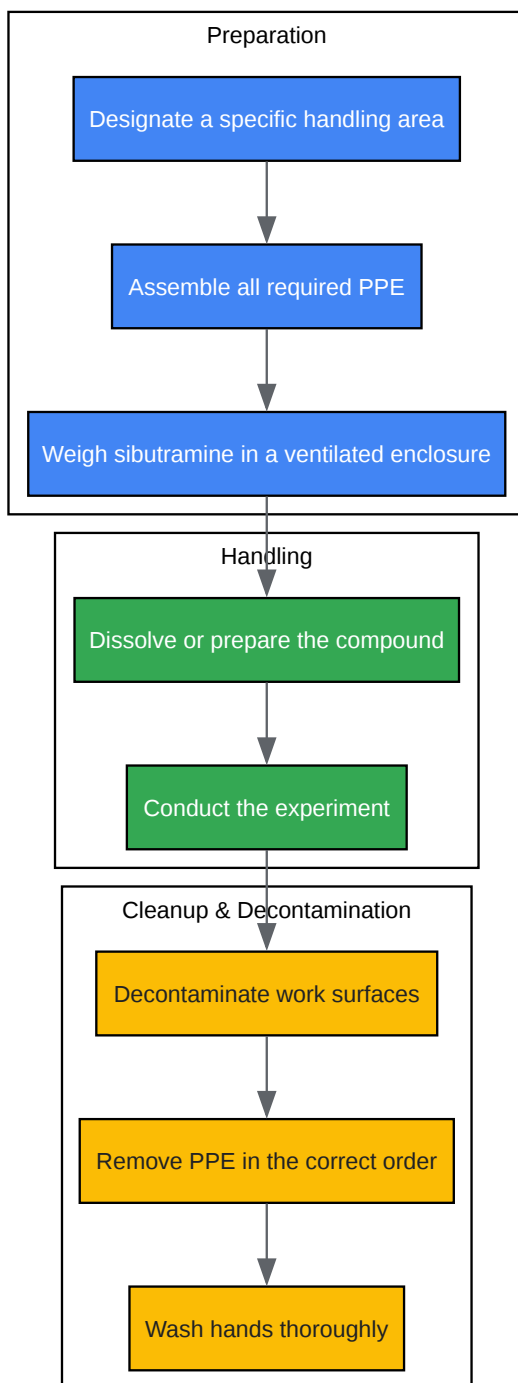 Preparation
Designate a specific handling area
Assemble all required PPE
Weigh sibutramine in a ventilated enclosure
Handling
Dissolve or prepare the compound
Conduct the experiment
Cleanup & Decontamination
Decontaminate work surfaces
Remove PPE in the correct order
Wash hands thoroughly